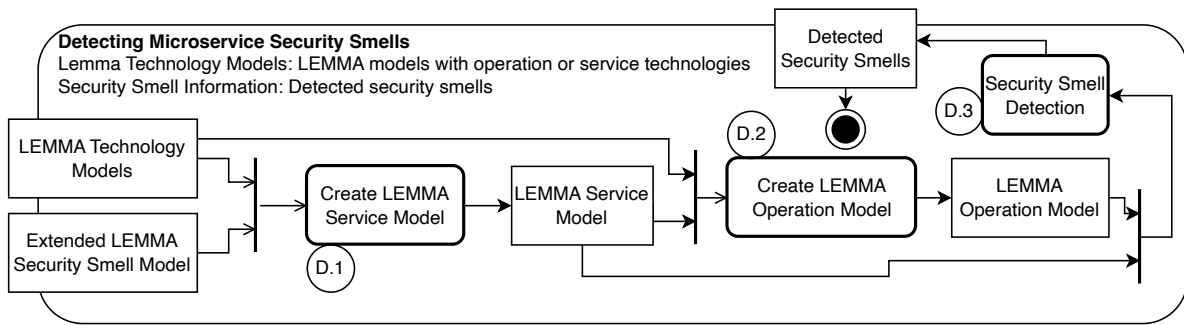 Detecting Microservice Security Smells
Lemma Technology Models: LEMMA models with operation or service technologies
Security Smell Information: Detected security smells
Detected
Security Smells
Security Smell
Detection
D.3
D.2
LEMMA Technology
Models
Create LEMMA
Service Model
LEMMA Service
Model
Create LEMMA
Operation Model
LEMMA
Operation Model
Extended LEMMA
Security Smell Model
D.1